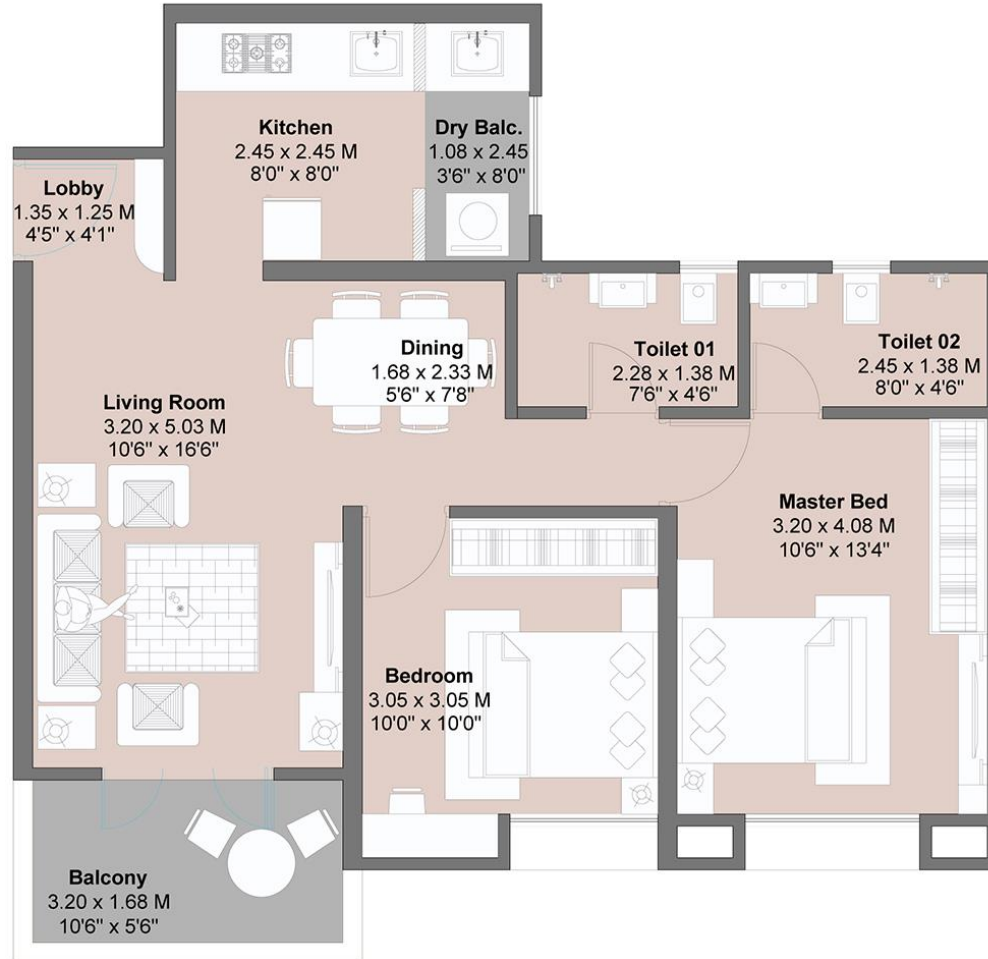 Kitchen
2.45 x 2.45 M
8'0" x 8'0"
Dry Balc.
1.08 x 2.45
3'6" x 8'0"
Lobby
1.35 x 1.25 M
4'5" x 4'1"
Dining
1.68 x 2.33 M
5'6" x 7'8"
Toilet 01
2.28 x 1.38 M
7'6" x 4'6"
Toilet 02
2.45 x 1.38 M
8'0" x 4'6"
Living Room
3.20 x 5.03 M
10'6" x 16'6"
Master Bed
3.20 x 4.08 M
10'6" x 13'4"
Bedroom
3.05 x 3.05 M
10'0" x 10'0"
Balcony
3.20 x 1.68 M
10'6" x 5'6"